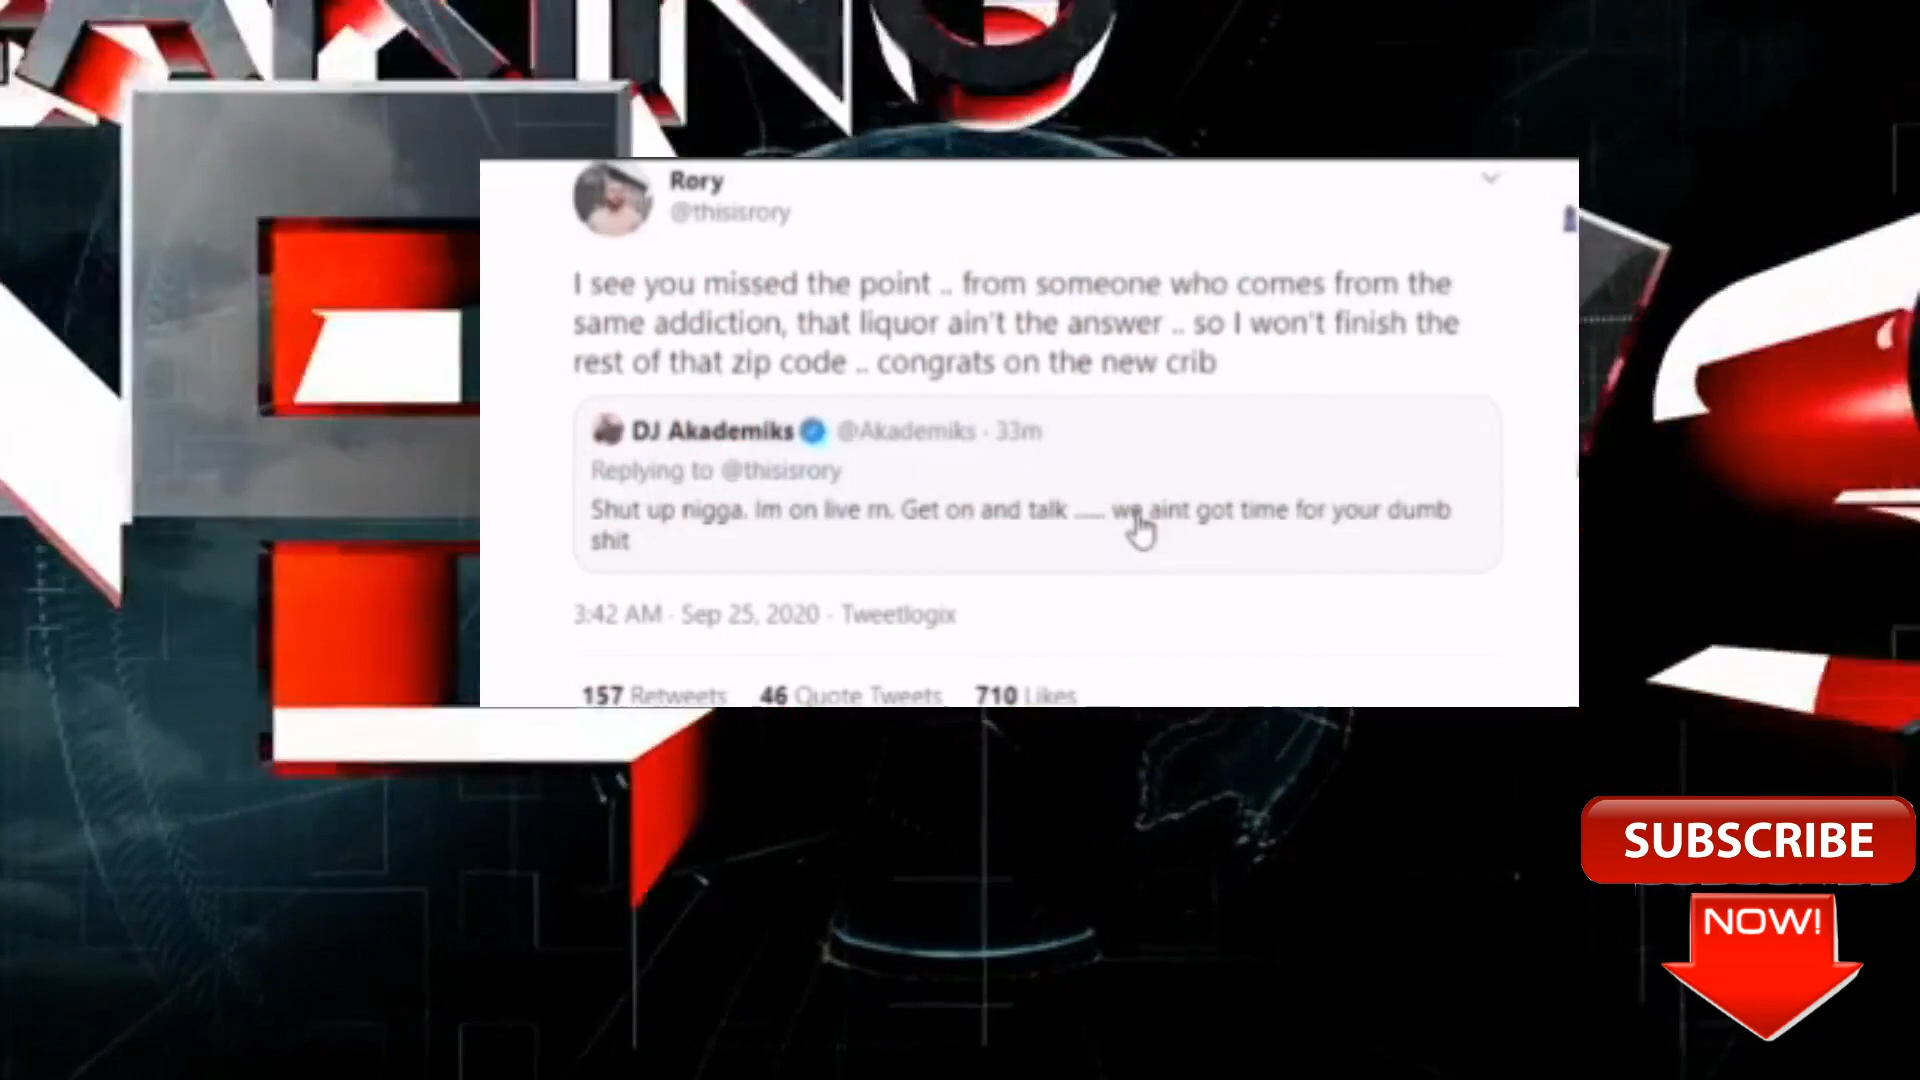 Rory
@thisisrory
I see you missed the point .. from someone who comes from the
same addiction, that liquor ain't the answer .. so I won't finish the
rest of that zip code .. congrats on the new crib
DJ Akademiks @Akademiks · 33m
Replying to @thisisrory
Shut up nigga. Im on live rn. Get on and talk ...... we aint got time for your dumb
shit
3:42 AM · Sep 25, 2020 · Tweetlogix
157 Retweets 46 Quote Tweets 710 Likes
SUBSCRIBE
NOW!